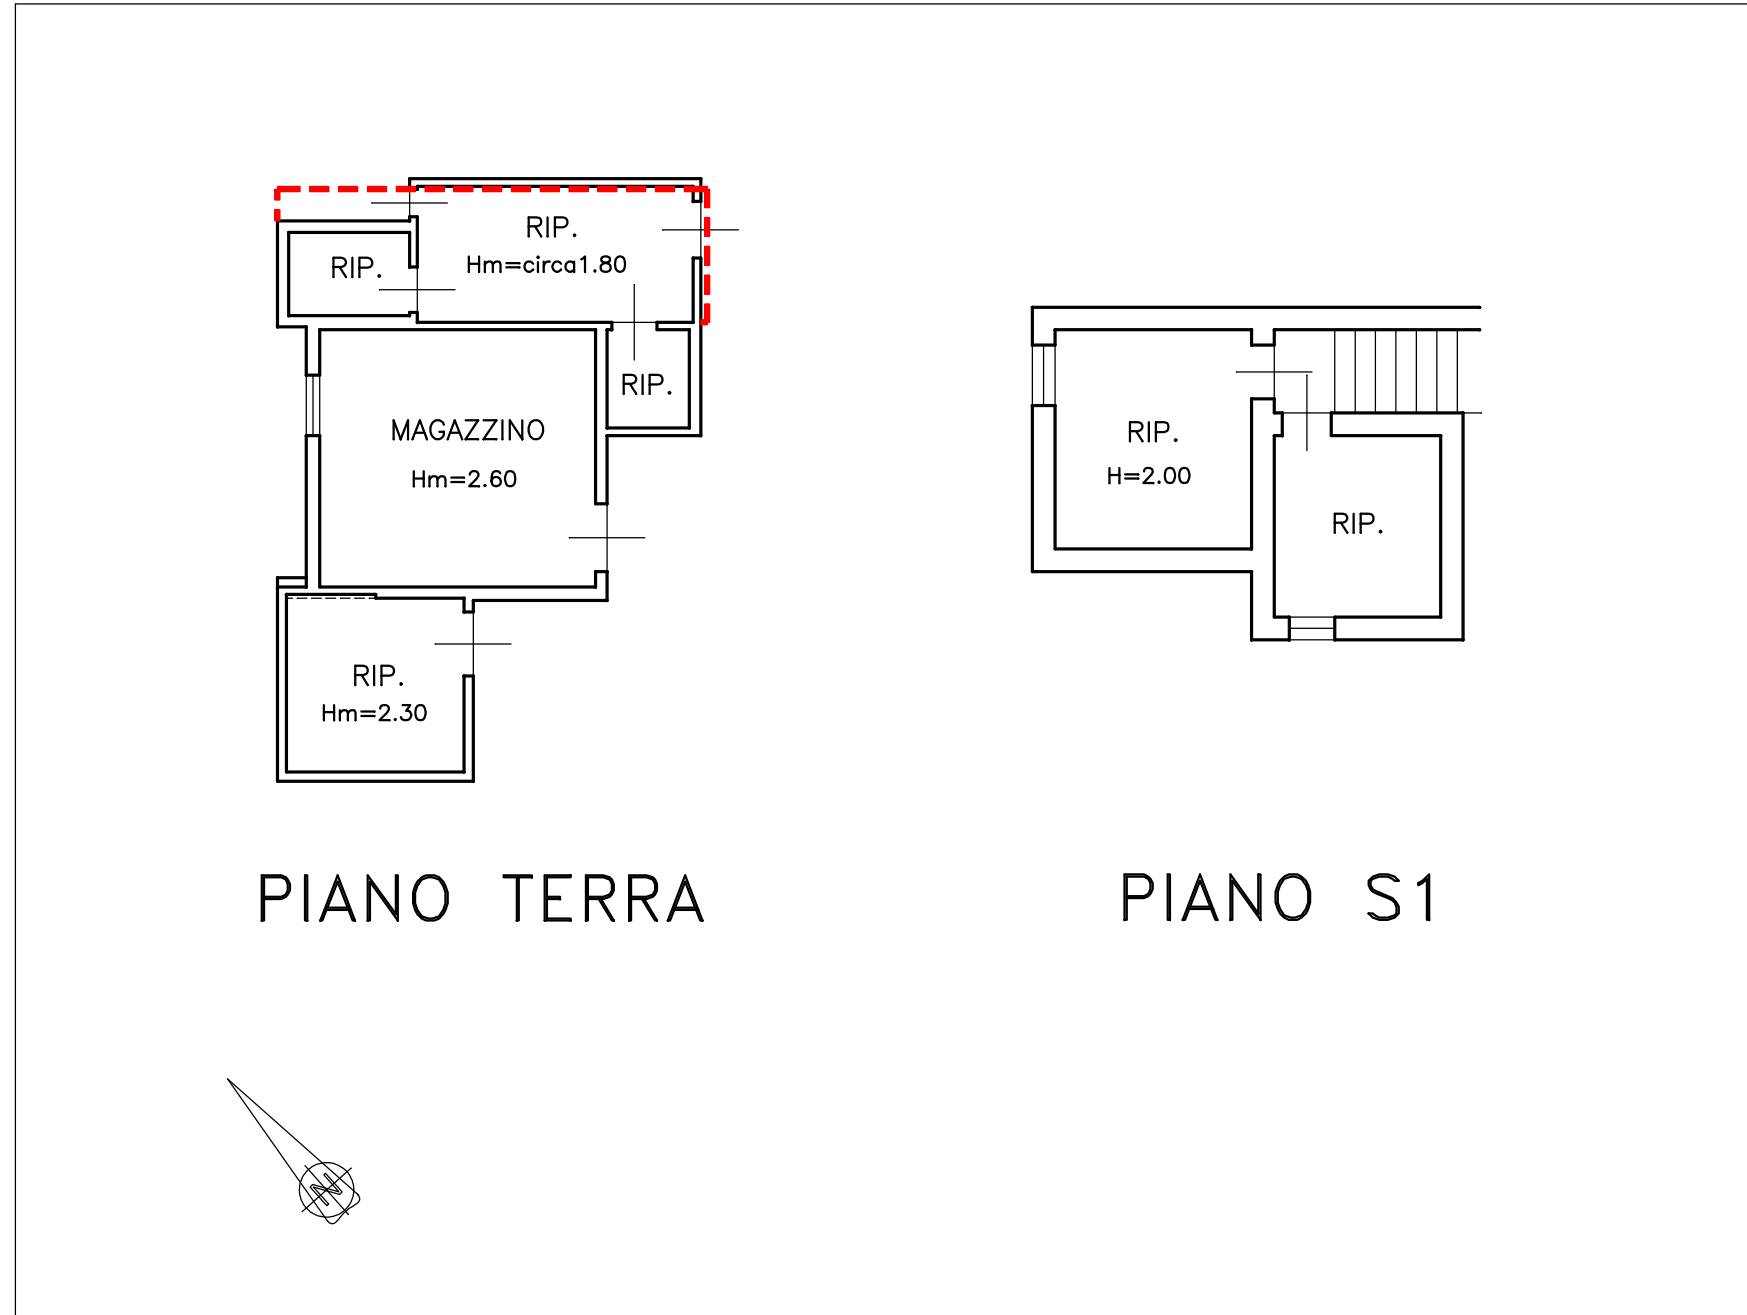 RIP.
Hm=circa1.80
RIP.
RIP.
MAGAZZINO
Hm=2.60
RIP.
Hm=2.30
PIANO TERRA
RIP.
H=2.00
RIP.
PIANO S1
N